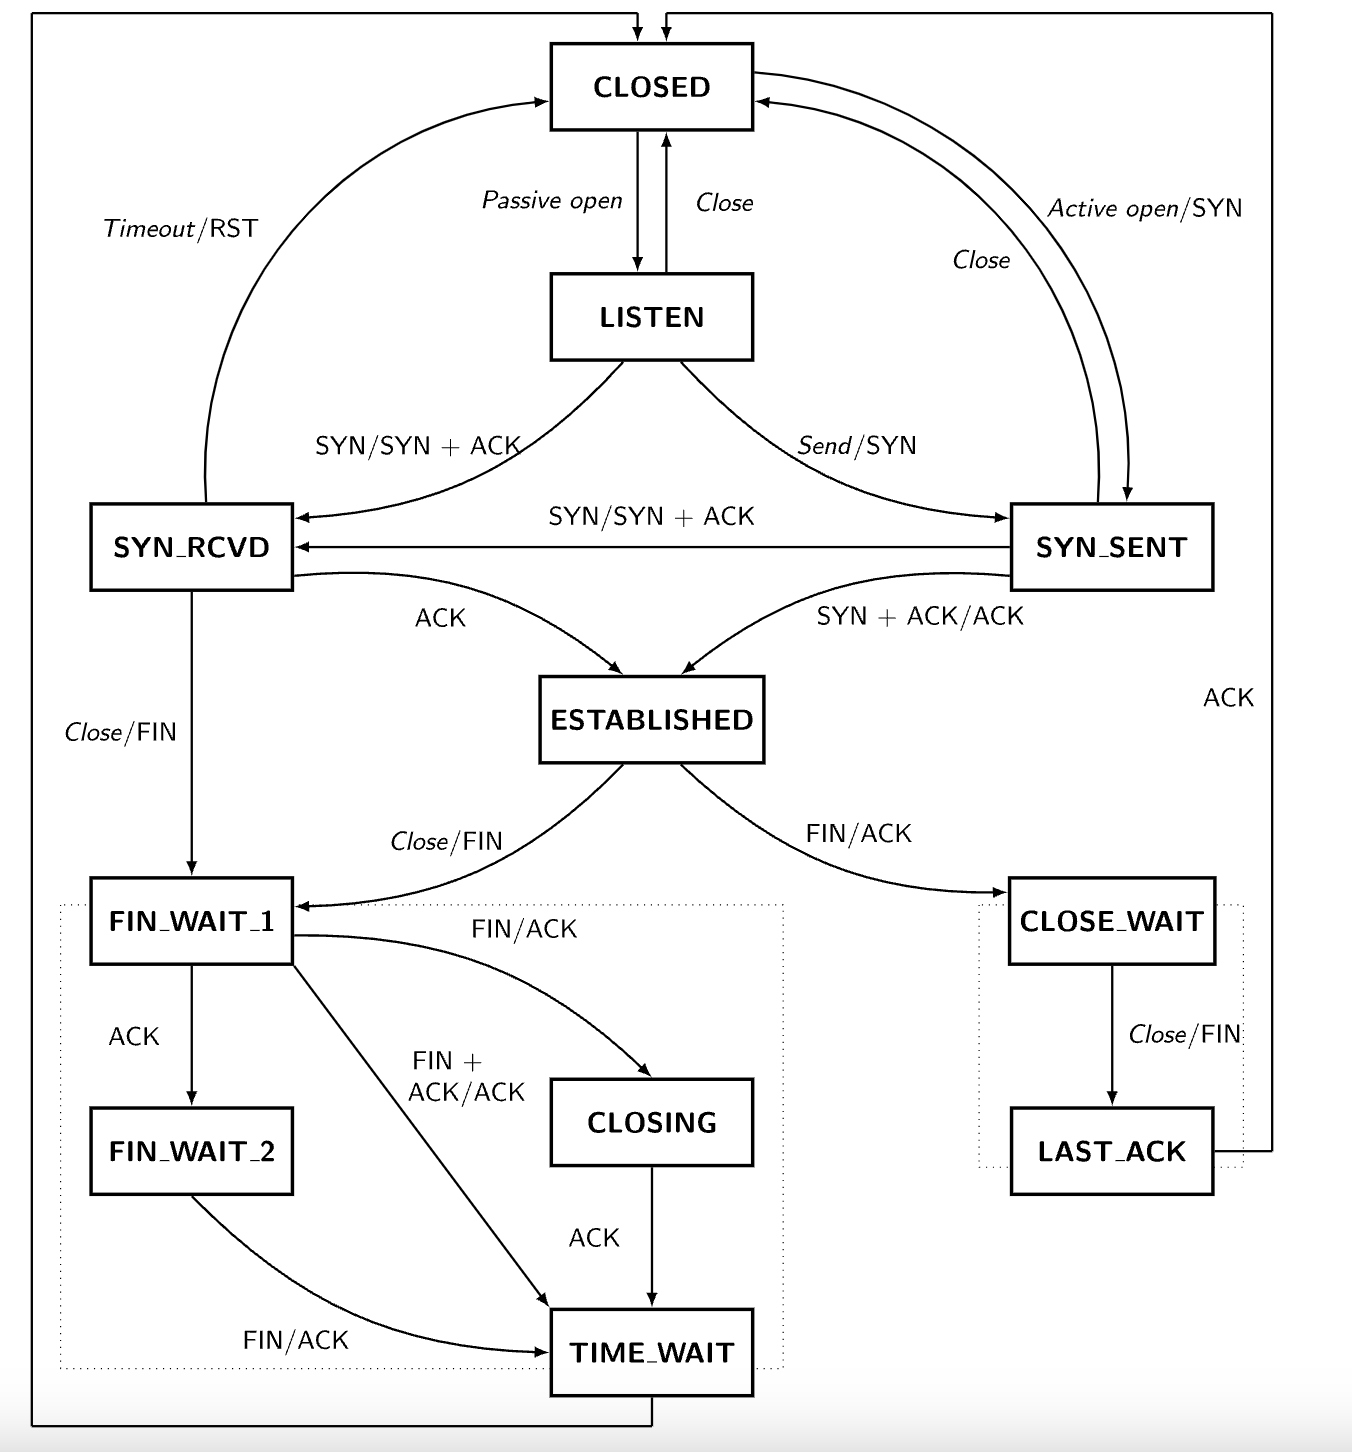 CLOSED
Passive open
Close
Active open/SYN
Timeout/RST
Close
LISTEN
SYN/SYN + ACK
Send/SYN
SYN/SYN + ACK
SYN_RCVD
SYN_SENT
ACK
SYN + ACK/ACK
ACK
ESTABLISHED
Close/FIN
Close/FIN
FIN/ACK
FIN_WAIT_1
FIN/ACK
CLOSE_WAIT
ACK
FIN +
ACK/ACK
Close/FIN
CLOSING
FIN_WAIT_2
LAST_ACK
ACK
FIN/ACK
TIME_WAIT